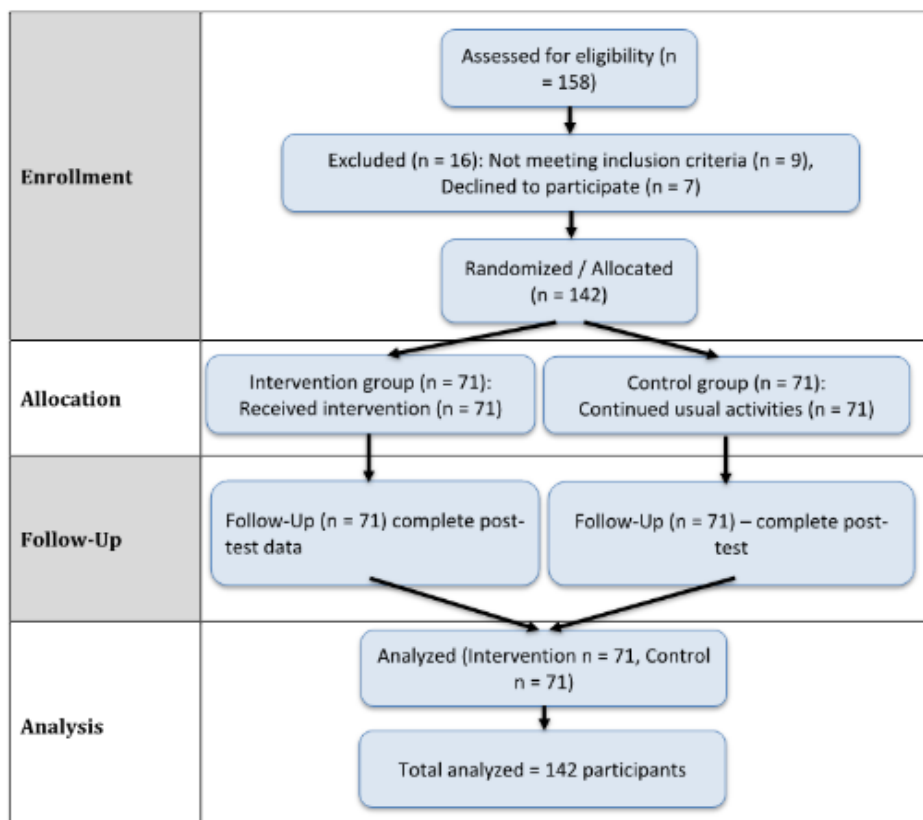 Enrollment
Assessed for eligibility (n
= 158)
Excluded (n = 16): Not meeting inclusion criteria (n = 9),
Declined to participate (n = 7)
Randomized / Allocated
(n = 142)
Allocation
Intervention group (n = 71):
Received intervention (n = 71)
Control group (n = 71):
Continued usual activities (n = 71)
Follow-Up
Follow-Up (n = 71) complete post-
test data
Follow-Up (n = 71) – complete post-
test
Analysis
Analyzed (Intervention n = 71, Control
n = 71)
Total analyzed = 142 participants